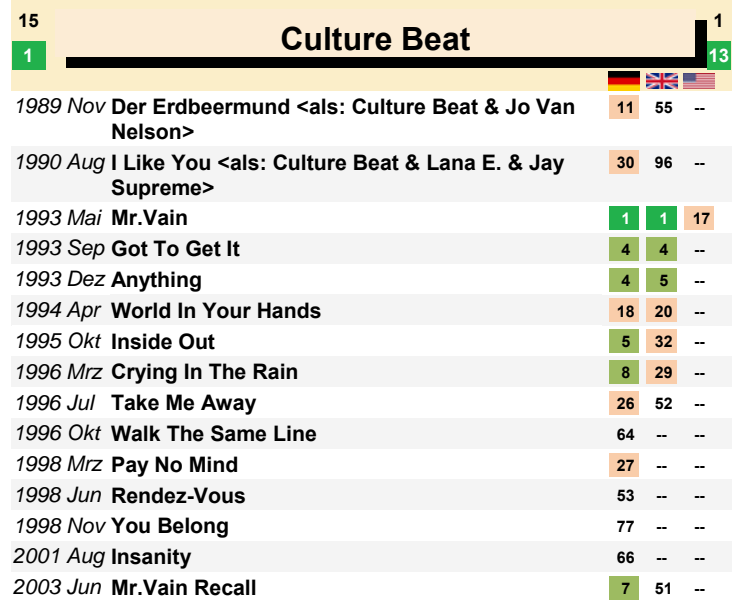 15 Culture Beat 1
1 13
1989 Nov Der Erdbeermund <als: Culture Beat & Jo Van 11 55 --
Nelson>
1990 Aug I Like You <als: Culture Beat & Lana E. & Jay 30 96 --
Supreme>
1993 Mai Mr.Vain 1 1 17
1993 Sep Got To Get It 4 4 --
1993 Dez Anything 4 5 --
1994 Apr World In Your Hands 18 20 --
1995 Okt Inside Out 5 32 --
1996 Mrz Crying In The Rain 8 29 --
1996 Jul Take Me Away 26 52 --
1996 Okt Walk The Same Line 64 -- --
1998 Mrz Pay No Mind 27 -- --
1998 Jun Rendez-Vous 53 -- --
1998 Nov You Belong 77 -- --
2001 Aug Insanity 66 -- --
2003 Jun Mr.Vain Recall 7 51 --